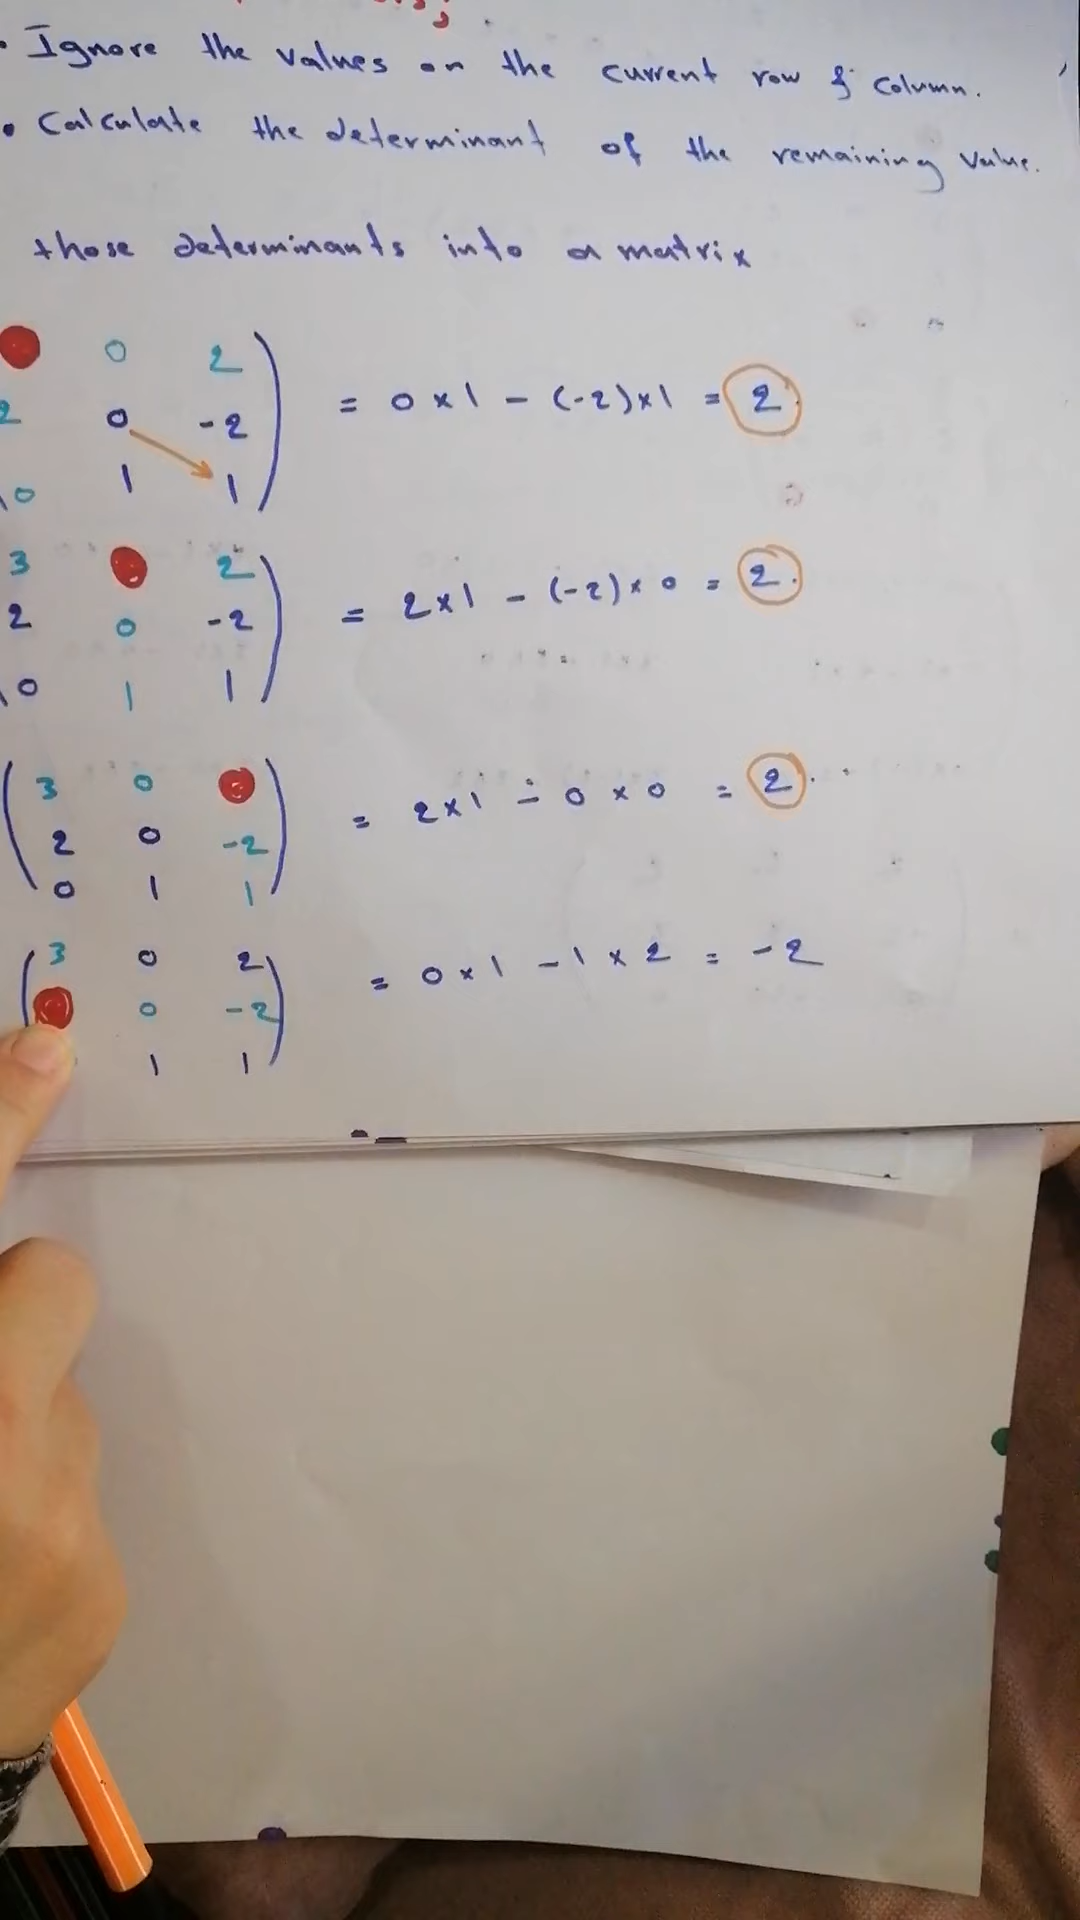 • Ignore the values on the current row & column.
• Calculate the determinant of the remaining value.
those determinants into a matrix
0 2
2 0 -2 = 0 x 1 - (-2) x 1 = 2.
0 1 1
3 2
2 0 -2 = 2 x 1 - (-2) x 0 = 2.
0 1 1
3 0
2 0 -2 = 2 x 1 - 0 x 0 = 2.
0 1 1
3 0 2
0 -2 = 0 x 1 - 1 x 2 = -2
1 1